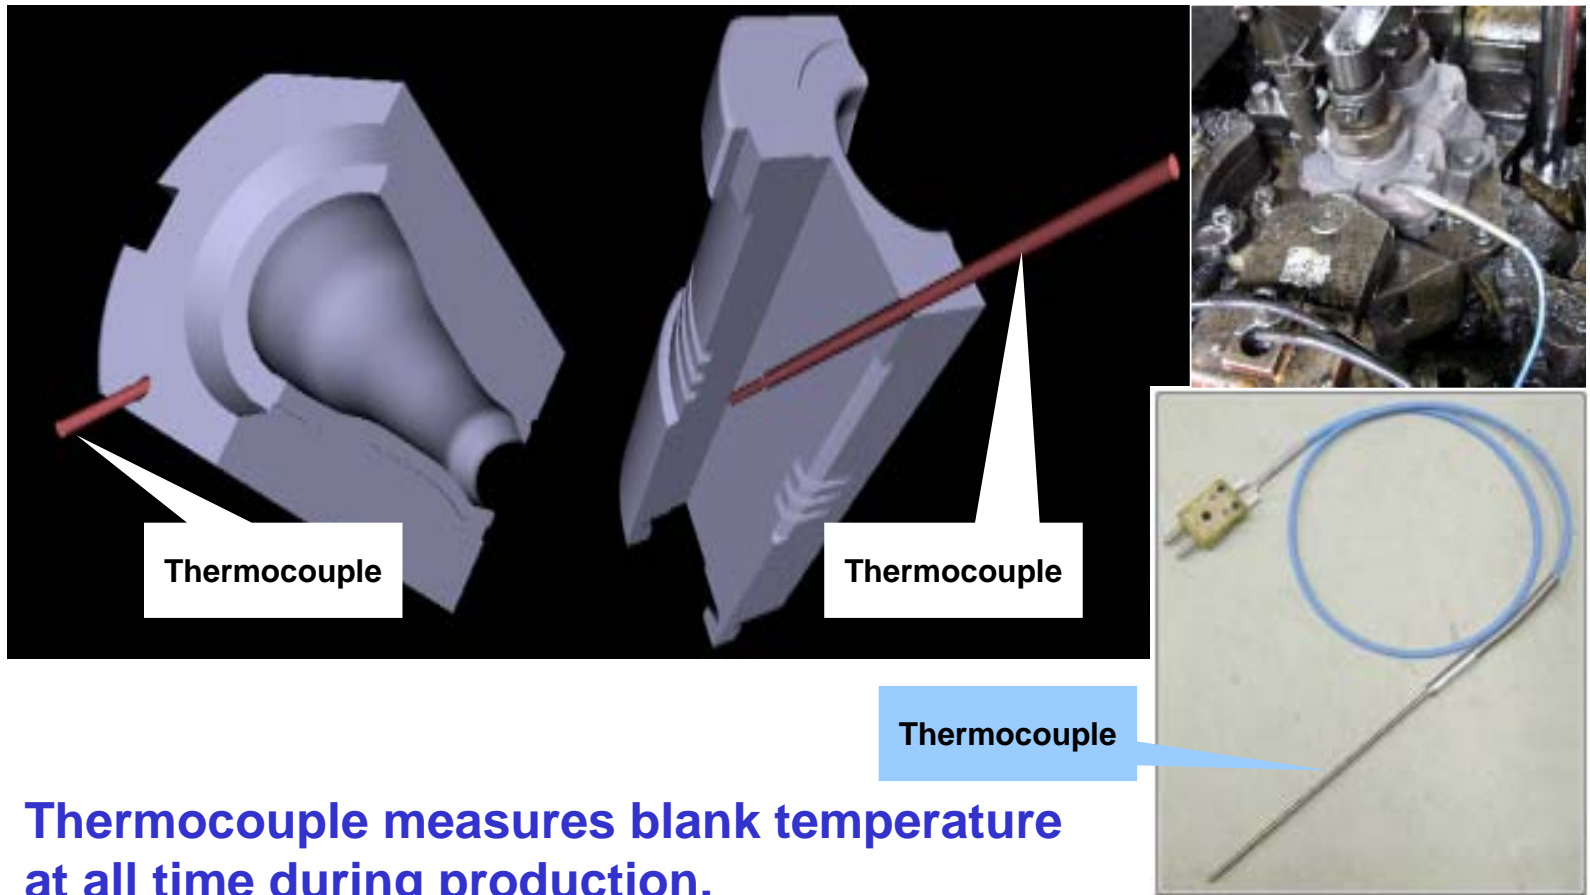 Thermocouple
Thermocouple
Thermocouple
Thermocouple measures blank temperature
at all time during production.